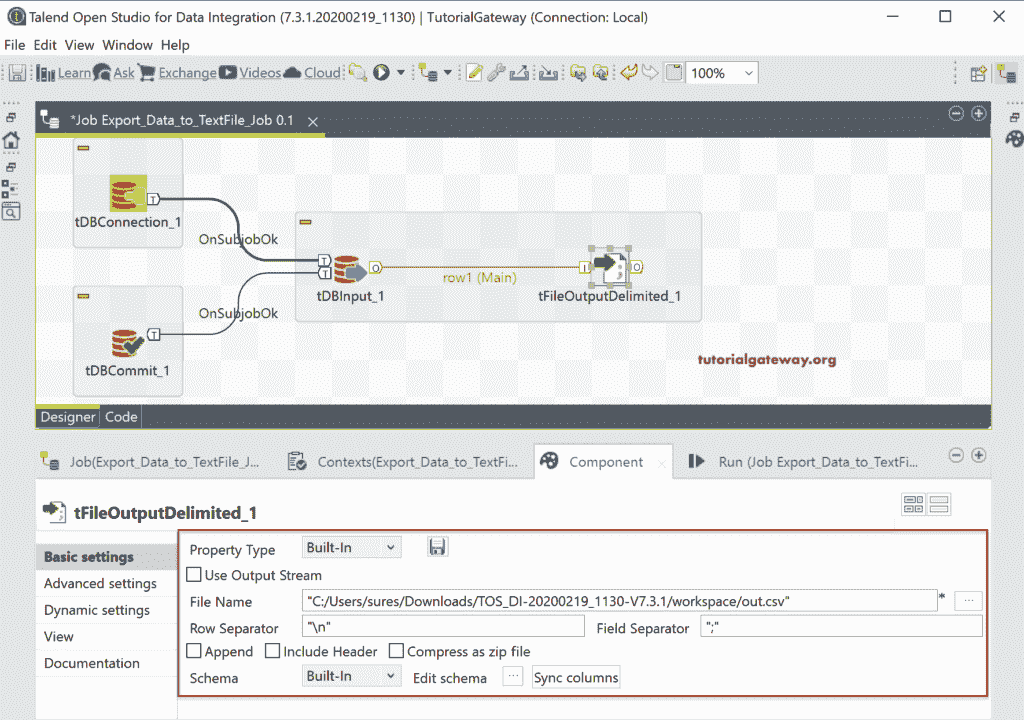 Talend Open Studio for Data Integration (7.3.1.20200219_1130) | TutorialGateway (Connection: Local)
File Edit View Window Help
Learn Ask Exchange Videos Cloud 100%
*Job Export_Data_to_TextFile_Job 0.1
T
tDBConnection_1
OnSubjobOk
T
T
O
row1 (Main)
I
O
tDBInput_1
tFileOutputDelimited_1
OnSubjobOk
T
tDBCommit_1
tutorialgateway.org
Designer Code
Job(Export_Data_to_TextFile_J... Contexts(Export_Data_to_TextFi... Component Run (Job Export_Data_to_TextFi...
tFileOutputDelimited_1
Basic settings
Advanced settings
Dynamic settings
View
Documentation
Property Type Built-In
Use Output Stream
File Name "C:/Users/sures/Downloads/TOS_DI-20200219_1130-V7.3.1/workspace/out.csv" * ...
Row Separator "\n" Field Separator ";"
Append Include Header Compress as zip file
Schema Built-In Edit schema ... Sync columns